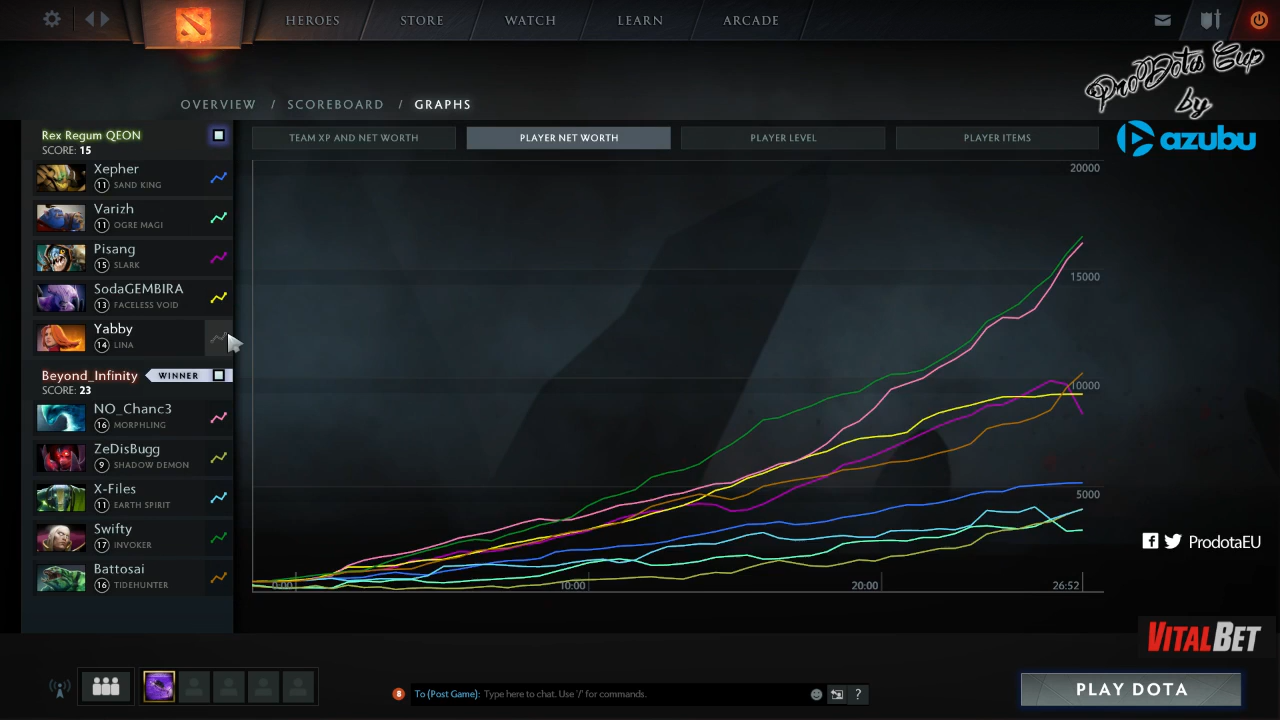 HEROES
STORE
WATCH
LEARN
ARCADE
ProDota Cup
by
azubu
OVERVIEW / SCOREBOARD / GRAPHS
Rex Regum QEON
SCORE: 15
Xepher
11 SAND KING
Varizh
11 OGRE MAGI
Pisang
15 SLARK
SodaGEMBIRA
13 FACELESS VOID
Yabby
14 LINA
Beyond_Infinity
WINNER
SCORE: 23
NO_Chanc3
16 MORPHLING
ZeDisBugg
9 SHADOW DEMON
X-Files
11 EARTH SPIRIT
Swifty
17 INVOKER
Battosai
16 TIDEHUNTER
TEAM XP AND NET WORTH
PLAYER NET WORTH
PLAYER LEVEL
PLAYER ITEMS
20000
15000
10000
5000
0:00
10:00
20:00
26:52
ProdotaEU
VITALBET
8 To (Post Game): Type here to chat. Use '/' for commands.
?
PLAY DOTA